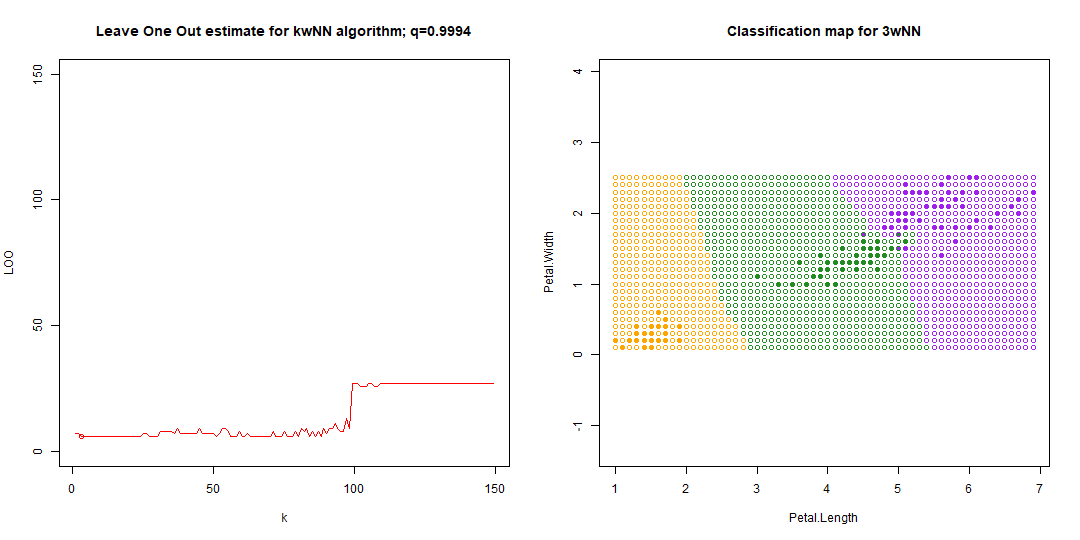 Leave One Out estimate for kwNN algorithm; q=0.9994
LOO
150
100
50
0
0 50 100 150
k
Classification map for 3wNN
Petal.Width
4
3
2
1
0
-1
1 2 3 4 5 6 7
Petal.Length